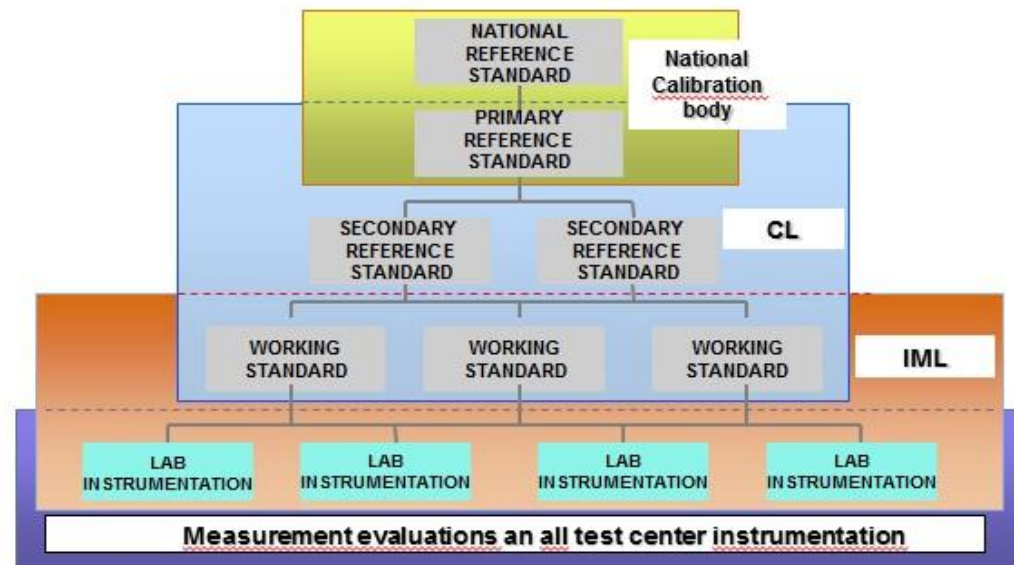 NATIONAL
REFERENCE
STANDARD
National
Calibration
body
PRIMARY
REFERENCE
STANDARD
SECONDARY
REFERENCE
STANDARD
SECONDARY
REFERENCE
STANDARD
CL
WORKING
STANDARD
WORKING
STANDARD
WORKING
STANDARD
IML
LAB
INSTRUMENTATION
LAB
INSTRUMENTATION
LAB
INSTRUMENTATION
LAB
INSTRUMENTATION
Measurement evaluations an all test center instrumentation